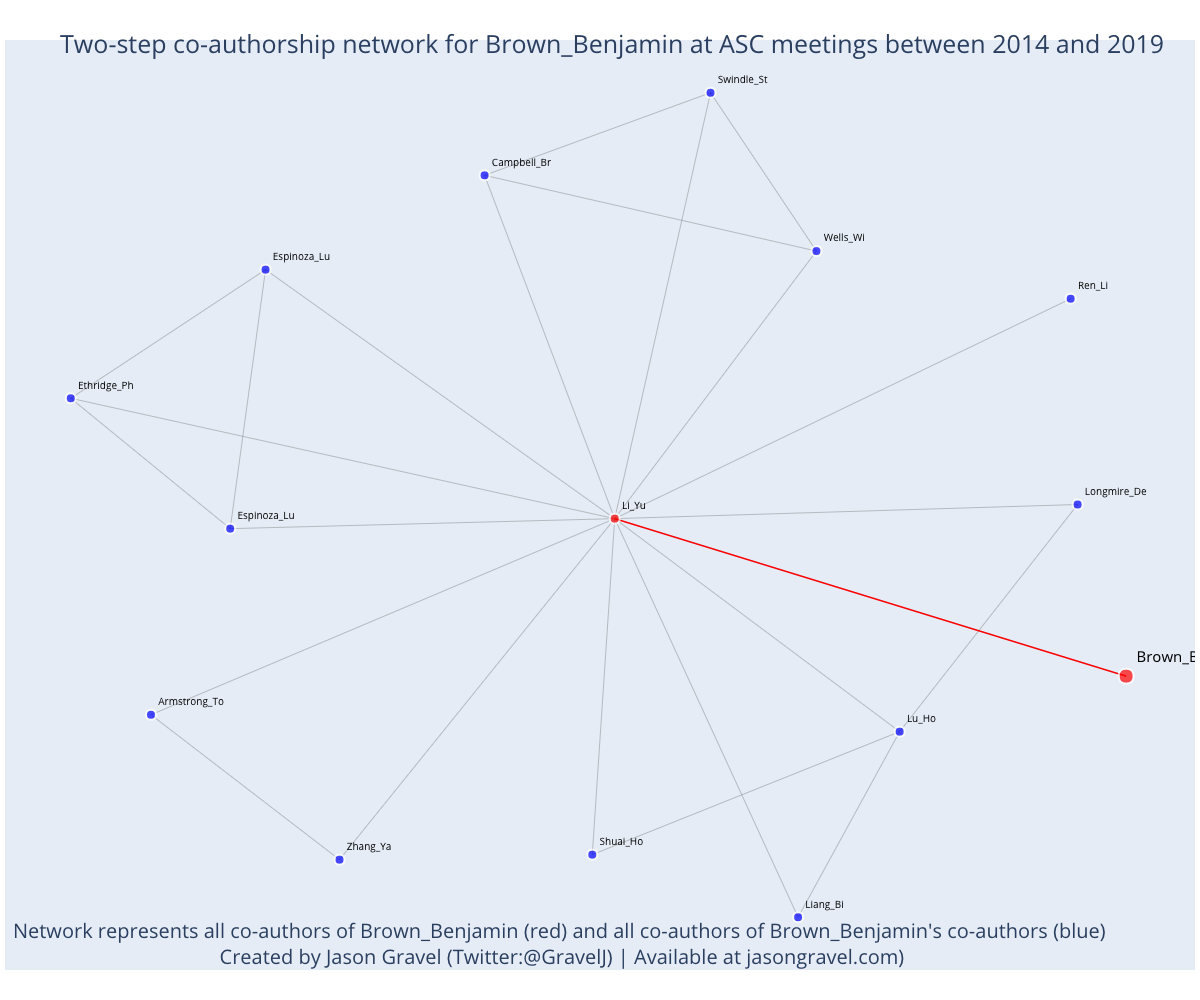 Two-step co-authorship network for Brown_Benjamin at ASC meetings between 2014 and 2019
Swindle_St
Campbell_Br
Wells_Wi
Espinoza_Lu
Ren_Li
Ethridge_Ph
Longmire_De
Li_Yu
Espinoza_Lu
Brown_B
Armstrong_To
Lu_Ho
Shuai_Ho
Zhang_Ya
Liang_Bi
Network represents all co-authors of Brown_Benjamin (red) and all co-authors of Brown_Benjamin's co-authors (blue)
Created by Jason Gravel (Twitter:@GravelJ) | Available at jasongravel.com)